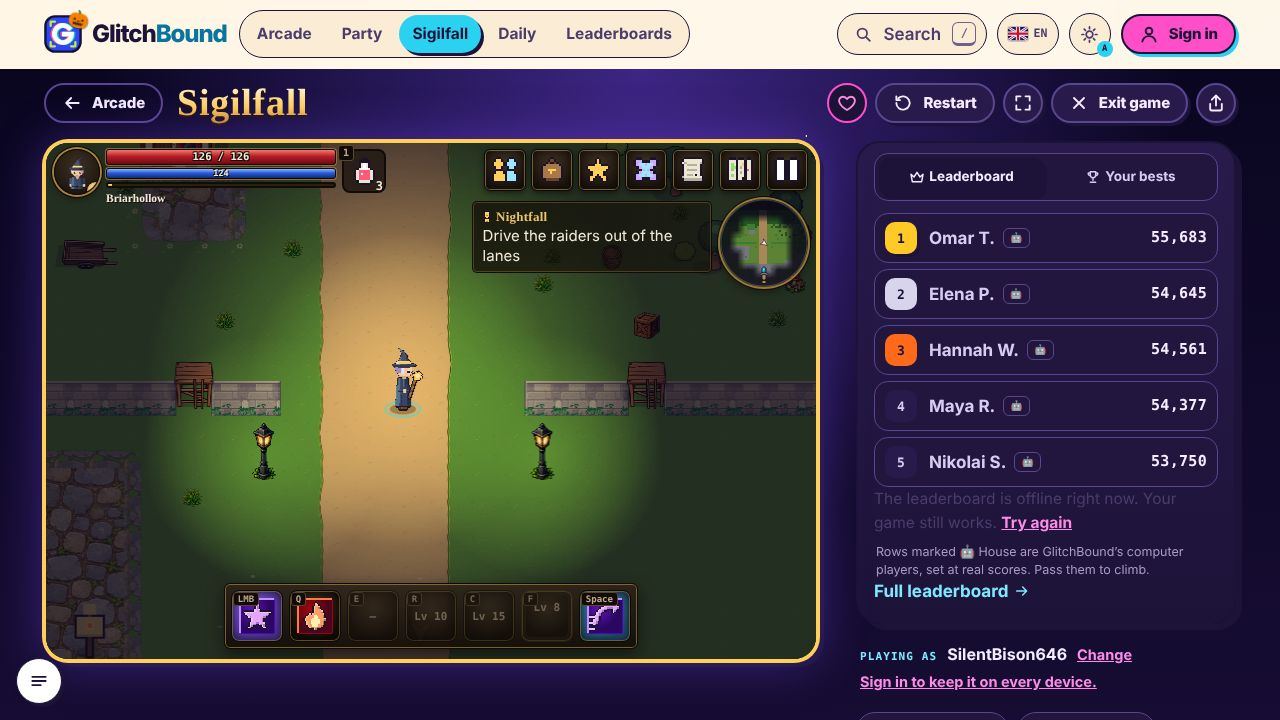 GlitchBound
Arcade
Party
Sigilfall
Daily
Leaderboards
Search /
EN
A
Sign in
Arcade
Sigilfall
Restart
Exit game
126 / 126
124
Briarhollow
1
3
Nightfall
Drive the raiders out of the
lanes
LMB
Q
E
–
R
Lv 10
C
Lv 15
F
Lv 8
Space
Leaderboard
Your bests
1 Omar T. 55,683
2 Elena P. 54,645
3 Hannah W. 54,561
4 Maya R. 54,377
5 Nikolai S. 53,750
The leaderboard is offline right now. Your
game still works. Try again
Rows marked 🤖 House are GlitchBound’s computer
players, set at real scores. Pass them to climb.
Full leaderboard →
PLAYING AS SilentBison646 Change
Sign in to keep it on every device.